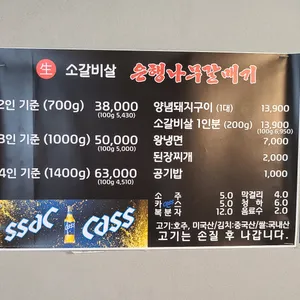 生 소갈비살 은행나무갈매기
2인 기준 (700g) 38,000
(100g 5,430)
3인 기준 (1000g) 50,000
(100g 5,000)
4인 기준 (1400g) 63,000
(100g 4,510)
양념돼지구이 (1대) 13,900
소갈비살 1인분 (200g) 13,900
(100g 6,950)
왕냉면 7,000
된장찌개 2,000
공기밥 1,000
소 주 5.0 막걸리 4.0
카스 5.0 청하 6.0
복분자 12.0 음료수 2.0
고기:호주, 미국산/김치:중국산/쌀:국내산
고기는 손질 후 나갑니다.
ssac cass